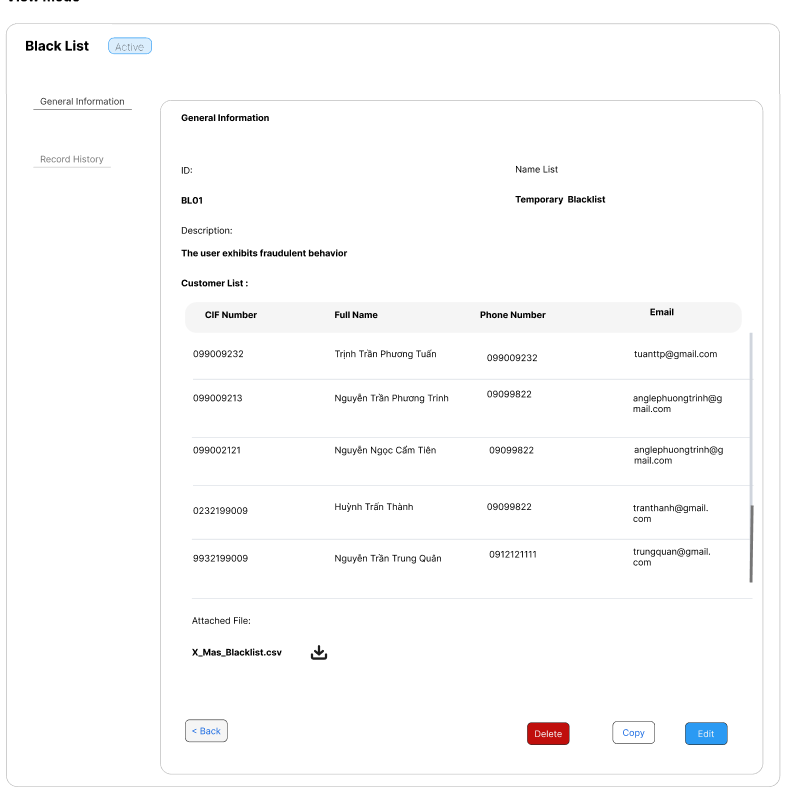 Black List Active
General Information
General Information
Record History
ID: Name List
BL01 Temporary Blacklist
Description:
The user exhibits fraudulent behavior
Customer List :
CIF Number Full Name Phone Number Email
099009232 Trịnh Trần Phương Tuấn 099009232 tuanttp@gmail.com
099009213 Nguyễn Trần Phương Trinh 09099822 anglephuongtrinh@g
mail.com
099002121 Nguyễn Ngọc Cẩm Tiên 09099822 anglephuongtrinh@g
mail.com
0232199009 Huỳnh Trấn Thành 09099822 tranthanh@gmail.
com
9932199009 Nguyễn Trần Trung Quân 0912121111 trungquan@gmail.
com
Attached File:
X_Mas_Blacklist.csv
< Back Delete Copy Edit